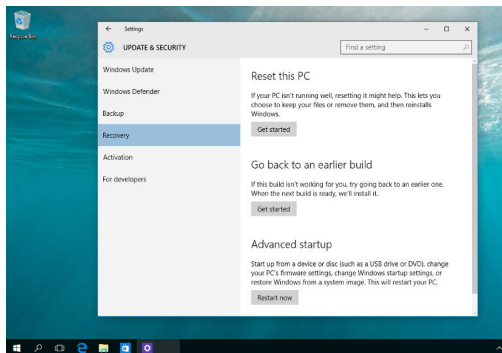 Recycle Bin
Settings
UPDATE & SECURITY
Find a setting
Windows Update
Windows Defender
Backup
Recovery
Activation
For developers
Reset this PC
If your PC isn't running well, resetting it might help. This lets you
choose to keep your files or remove them, and then reinstalls
Windows.
Get started
Go back to an earlier build
If this build isn't working for you, try going back to an earlier one.
When the next build is ready, we'll install it.
Get started
Advanced startup
Start up from a device or disc (such as a USB drive or DVD), change
your PC's firmware settings, change Windows startup settings, or
restore Windows from a system image. This will restart your PC.
Restart now